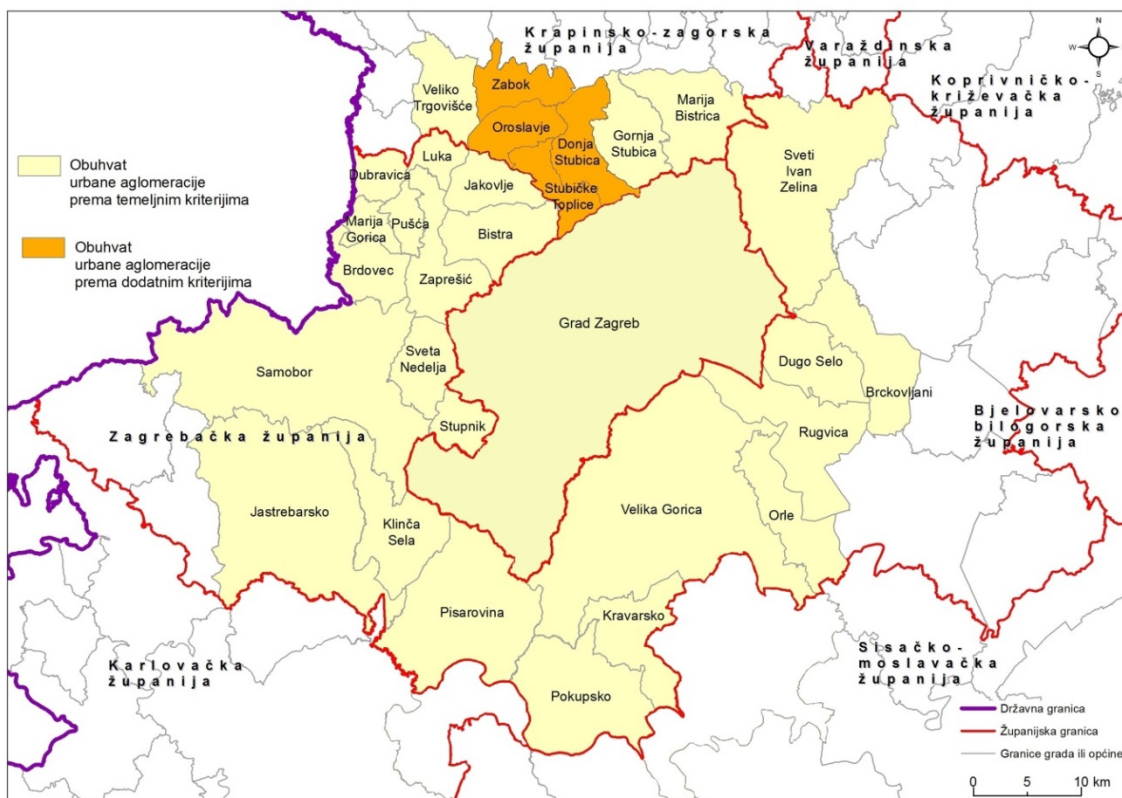 Krapinsko-zagorska
županija
Varaždinska
županija
Koprivničko-
križevačka
županija
N
W
S
Veliko
Trgovišće
Zabok
Oroslavje
Donja
Stubica
Stubičke
Toplice
Gornja
Stubica
Marija
Bistrica
Sveti
Ivan
Zelina
Obuhvat
urbane aglomeracije
prema temeljnim kriterijima
Obuhvat
urbane aglomeracije
prema dodatnim kriterijima
Luka
Dubravica
Jakovlje
Marija
Gorica
Pušća
Bistra
Brdovec
Zaprešić
Grad Zagreb
Samobor
Sveta
Nedelja
Dugo Selo
Brckovljani
Stupnik
Rugvica
Zagrebačka županija
Bjelovarsko-
bilogorska
županija
Jastrebarsko
Klinča
Sela
Velika Gorica
Orle
Pisarovina
Kravarsko
Pokupsko
Karlovačka
županija
Sisačko-
moslavačka
županija
Državna granica
Županijska granica
Granice grada ili općine
0 5 10 km